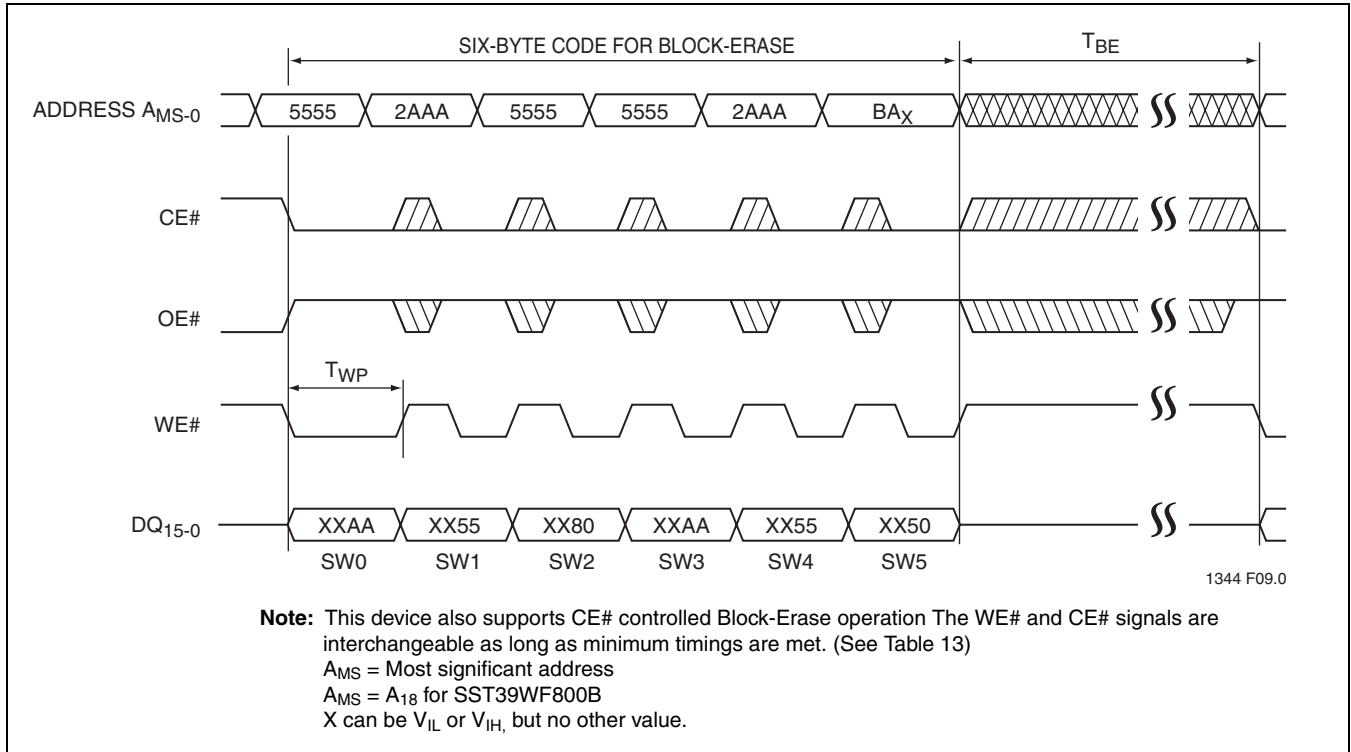 SIX-BYTE CODE FOR BLOCK-ERASE TBE
ADDRESS AMS-0 5555 2AAA 5555 5555 2AAA BAX
CE#
OE#
TWP
WE#
DQ15-0 XXAA XX55 XX80 XXAA XX55 XX50
SW0 SW1 SW2 SW3 SW4 SW5
1344 F09.0
Note: This device also supports CE# controlled Block-Erase operation The WE# and CE# signals are
interchangeable as long as minimum timings are met. (See Table 13)
AMS = Most significant address
AMS = A18 for SST39WF800B
X can be VIL or VIH, but no other value.